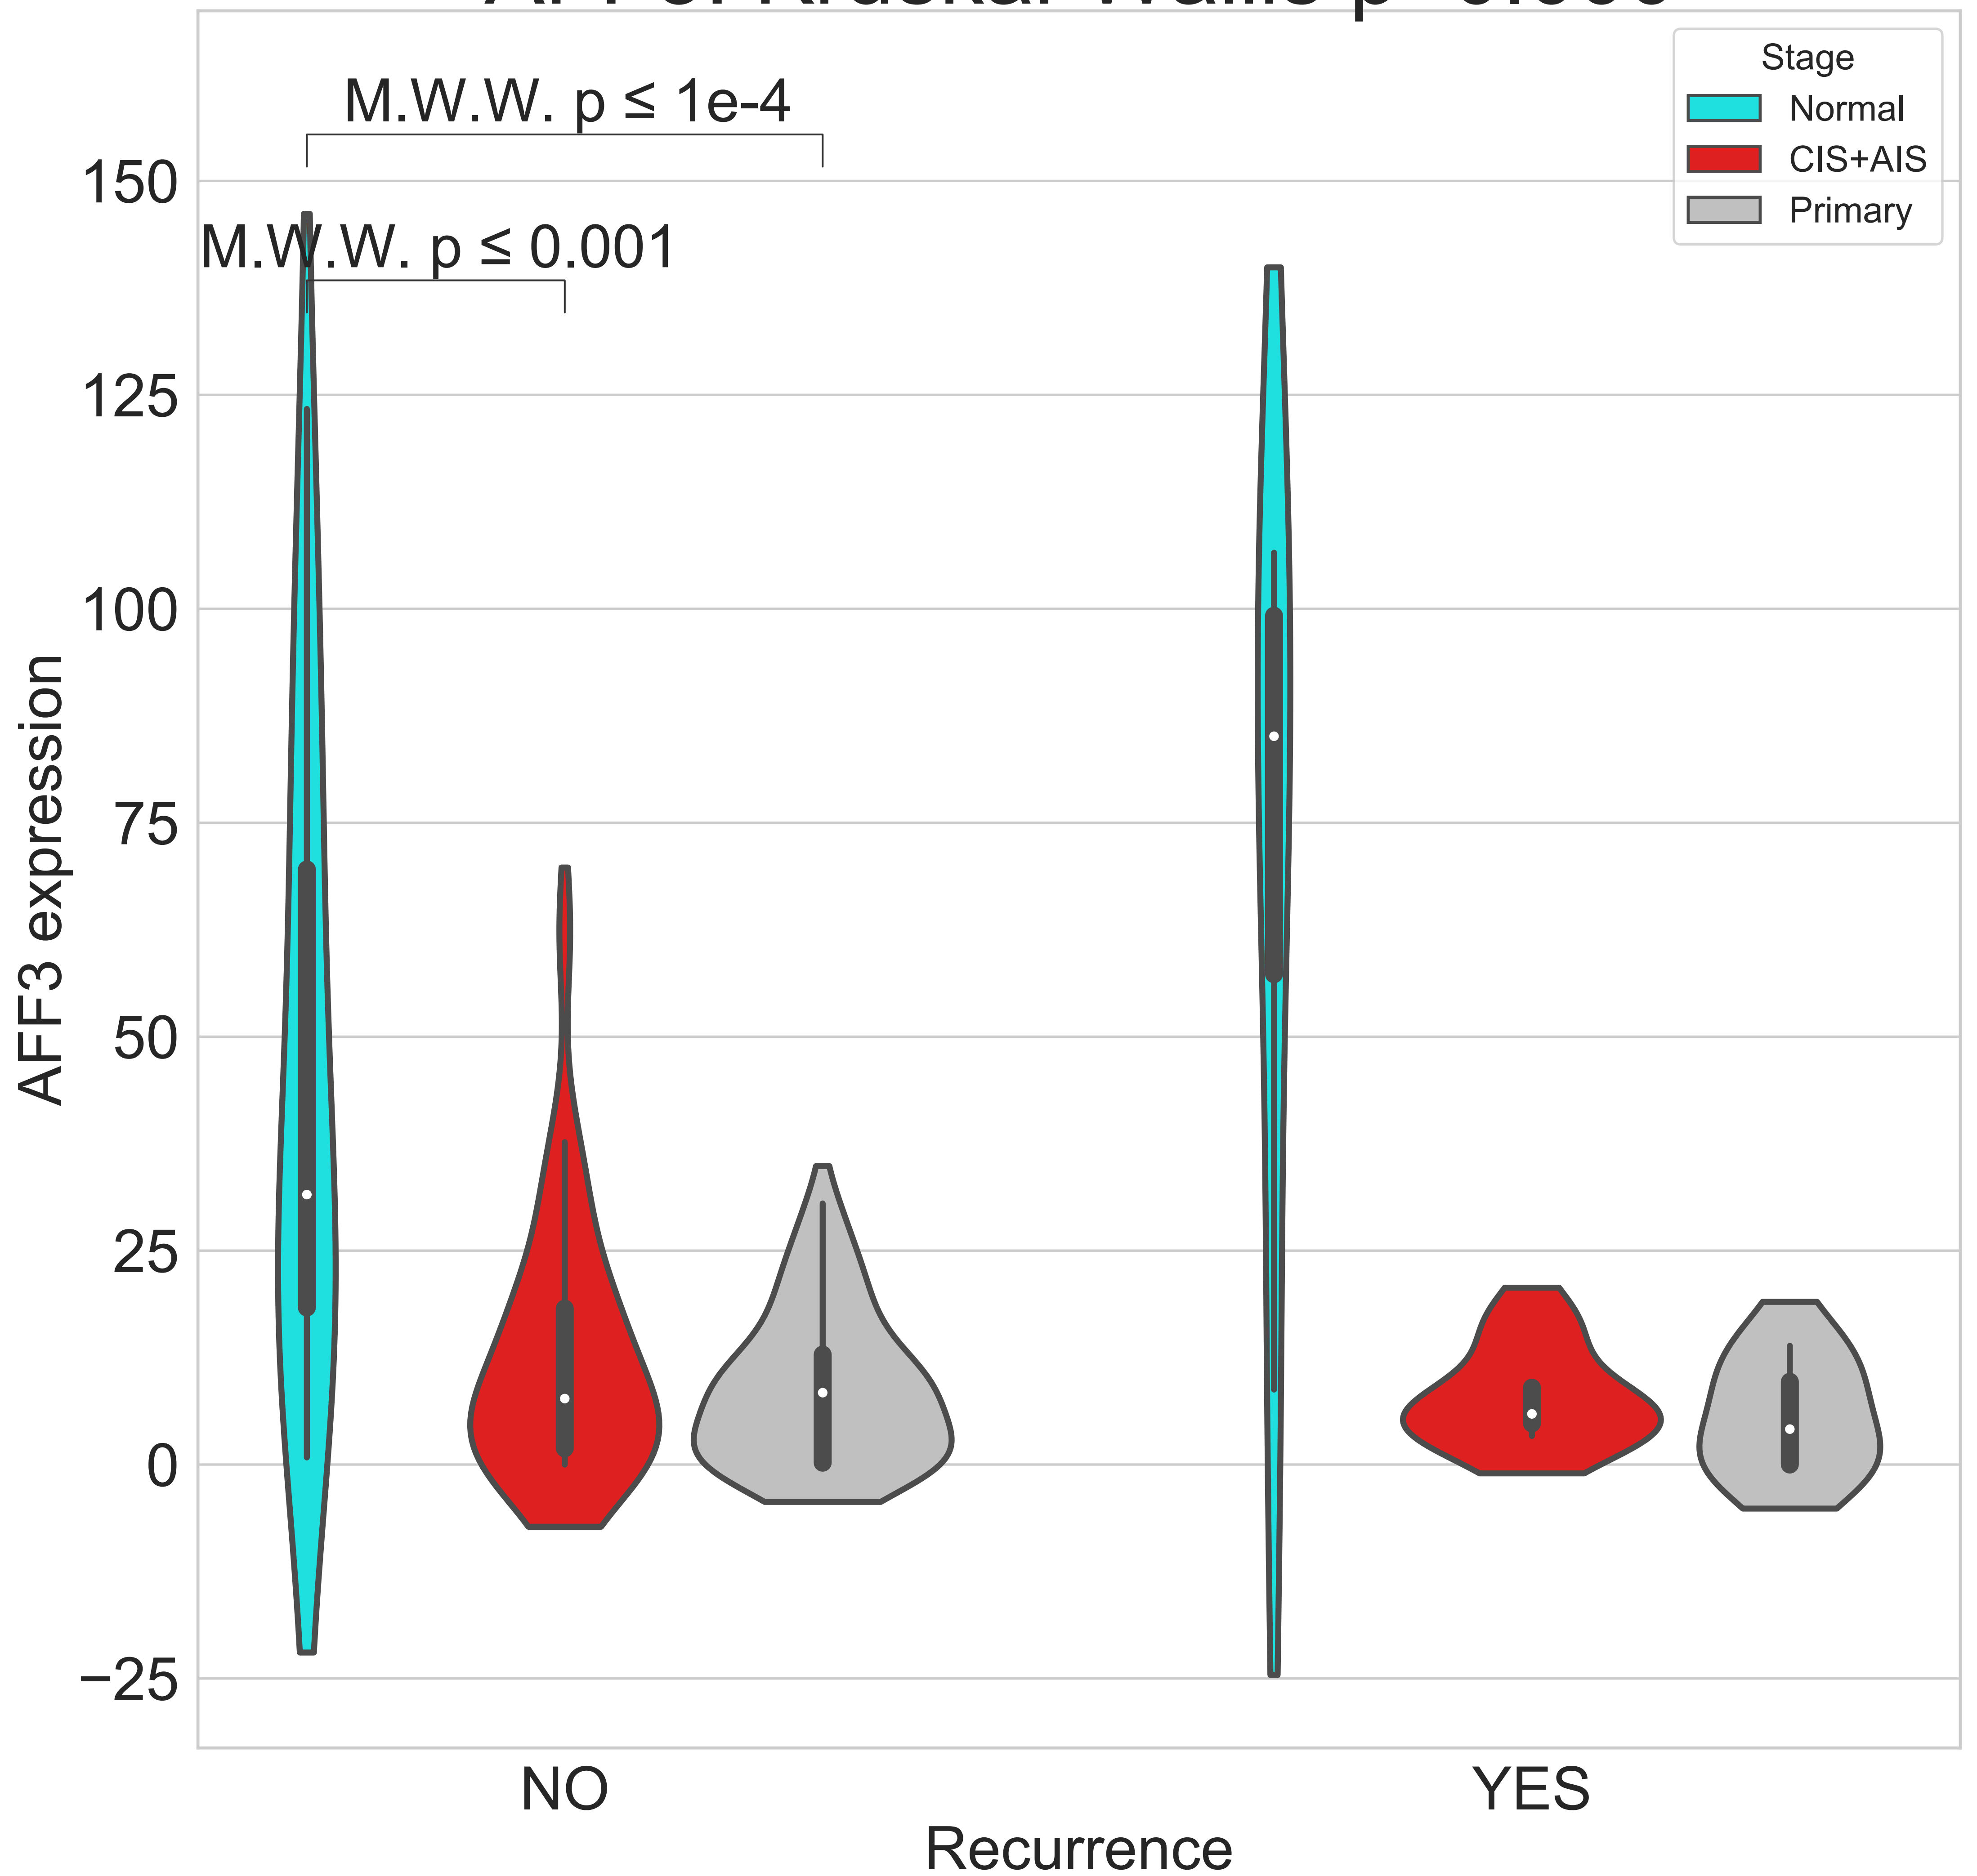 M.W.W. p ≤ 1e-4
M.W.W. p ≤ 0.001
Stage
Normal
CIS+AIS
Primary
150
125
100
75
50
25
0
−25
AFF3 expression
NO
YES
Recurrence